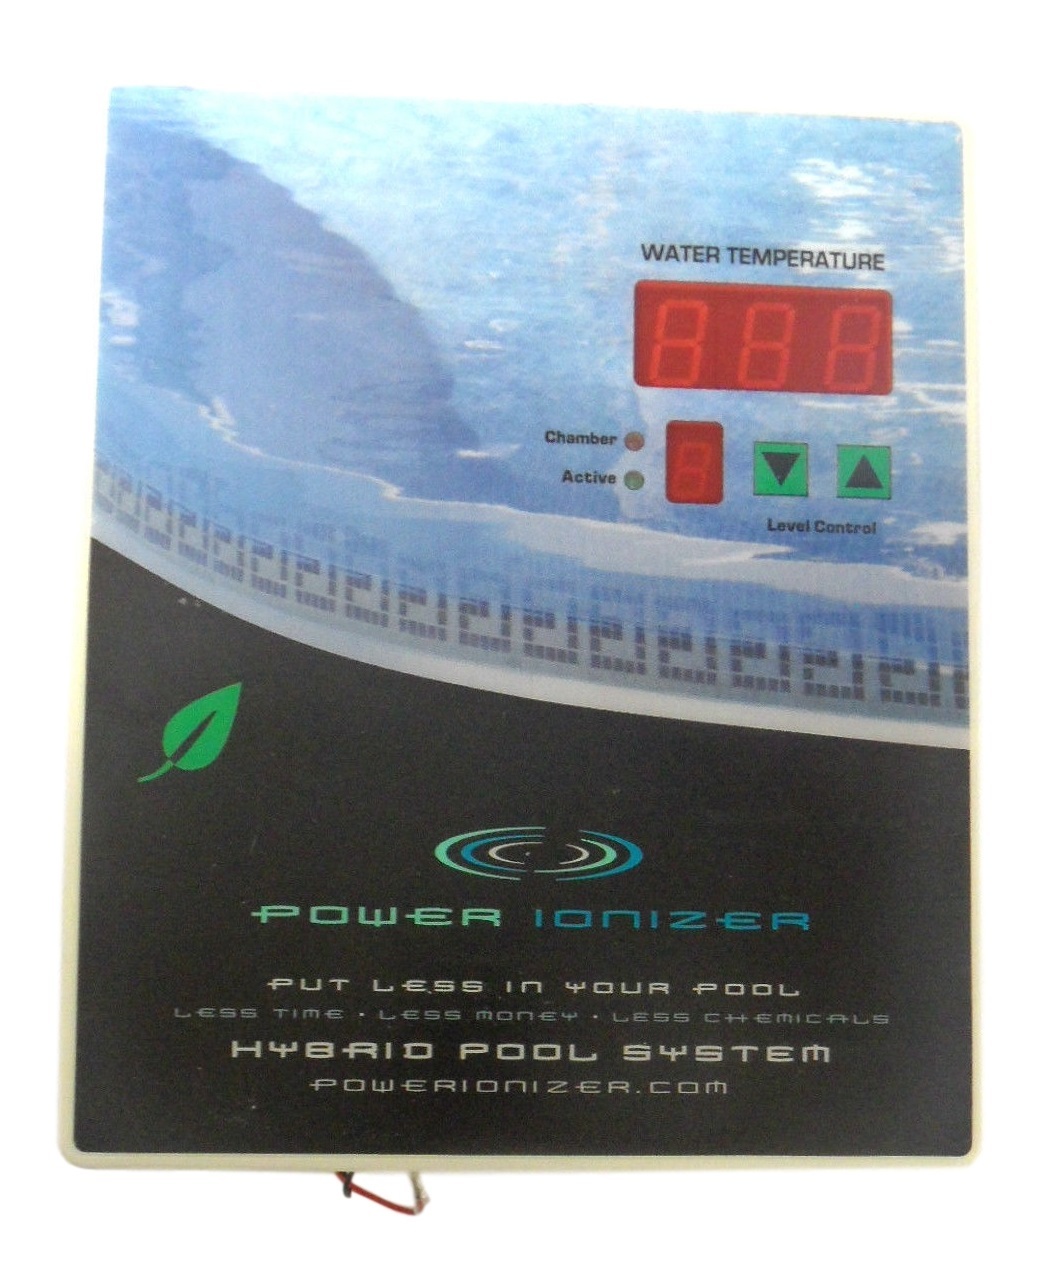 WATER TEMPERATURE
888
Chamber
8
Active
Level Control
POWER IONIZER
PUT LESS IN YOUR POOL
LESS TIME · LESS MONEY · LESS CHEMICALS
HYBRID POOL SYSTEM
POWERIONIZER.COM